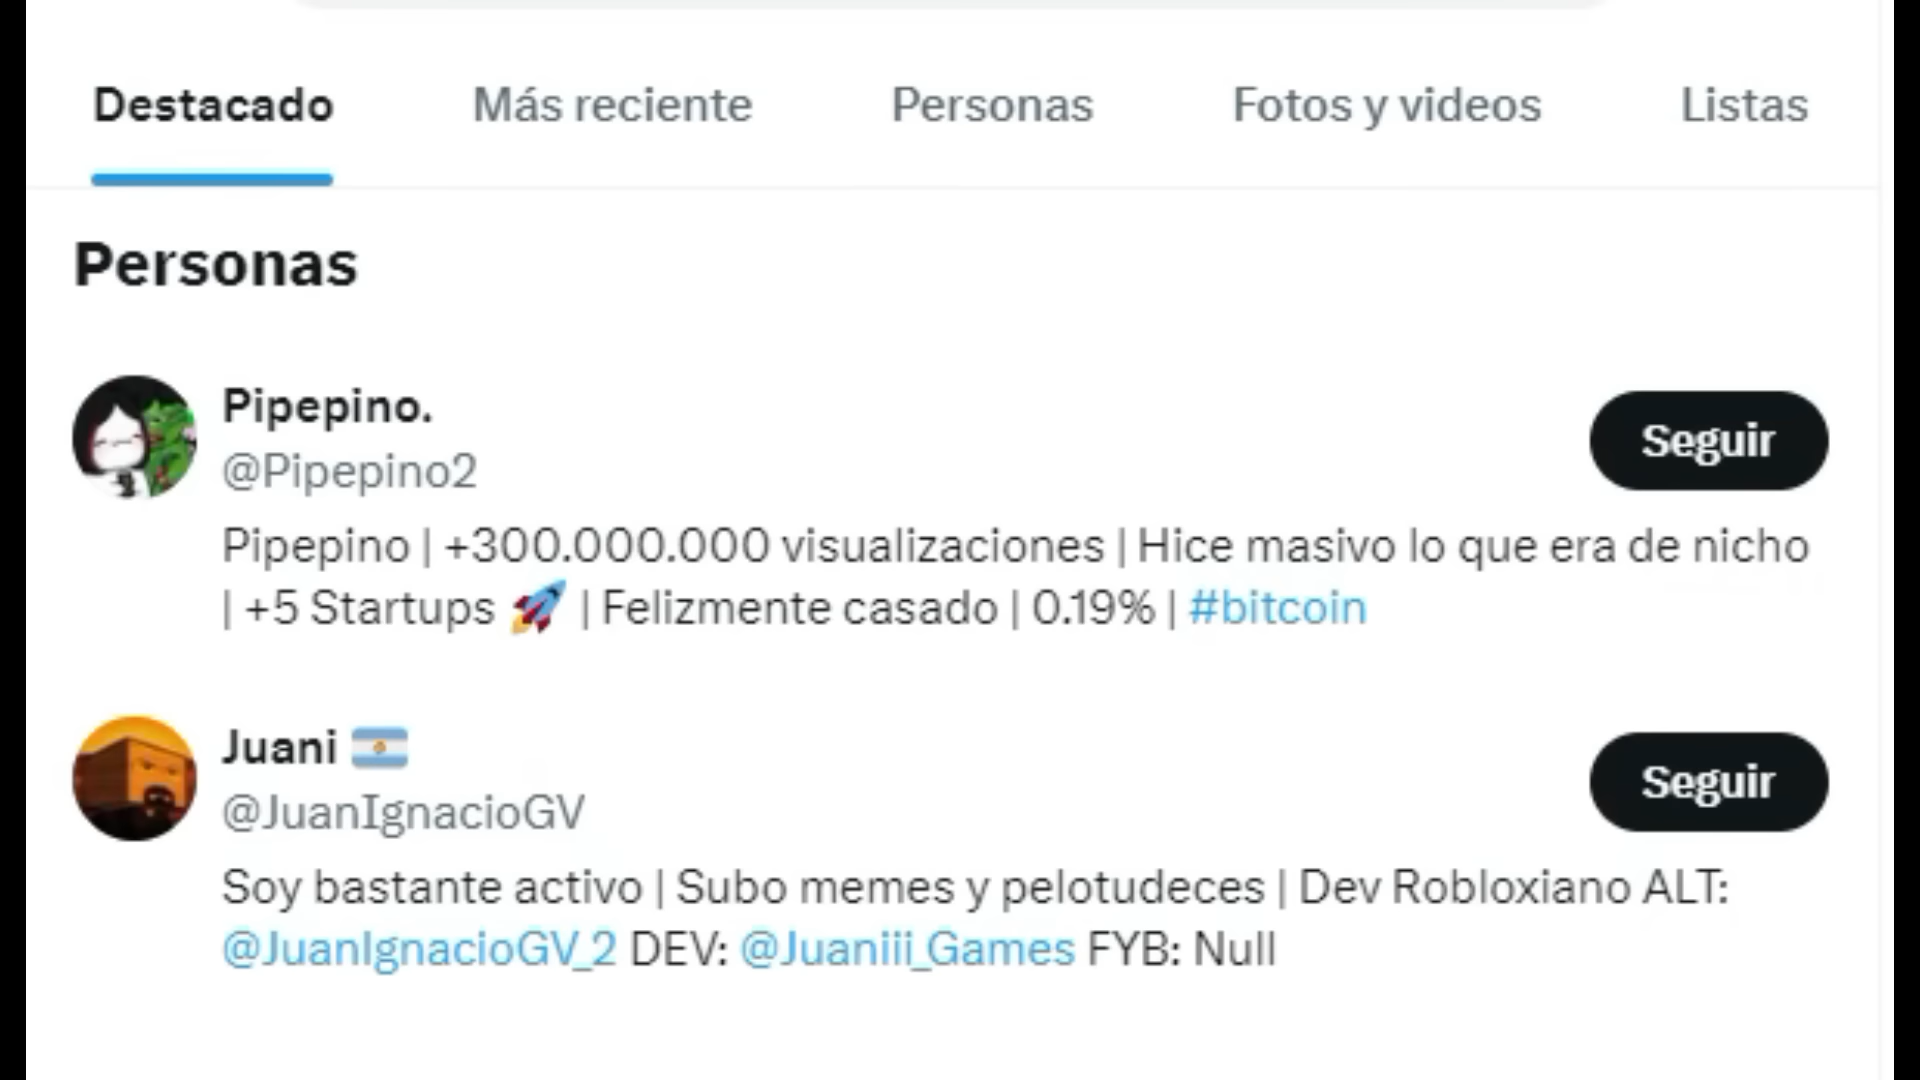 Destacado Más reciente Personas Fotos y videos Listas
Personas
Pipepino.
@Pipepino2
Seguir
Pipepino | +300.000.000 visualizaciones | Hice masivo lo que era de nicho
| +5 Startups 🚀 | Felizmente casado | 0.19% | #bitcoin
Juani 🇦🇷
@JuanIgnacioGV
Seguir
Soy bastante activo | Subo memes y pelotudeces | Dev Robloxiano ALT:
@JuanIgnacioGV_2 DEV: @Juaniii_Games FYB: Null